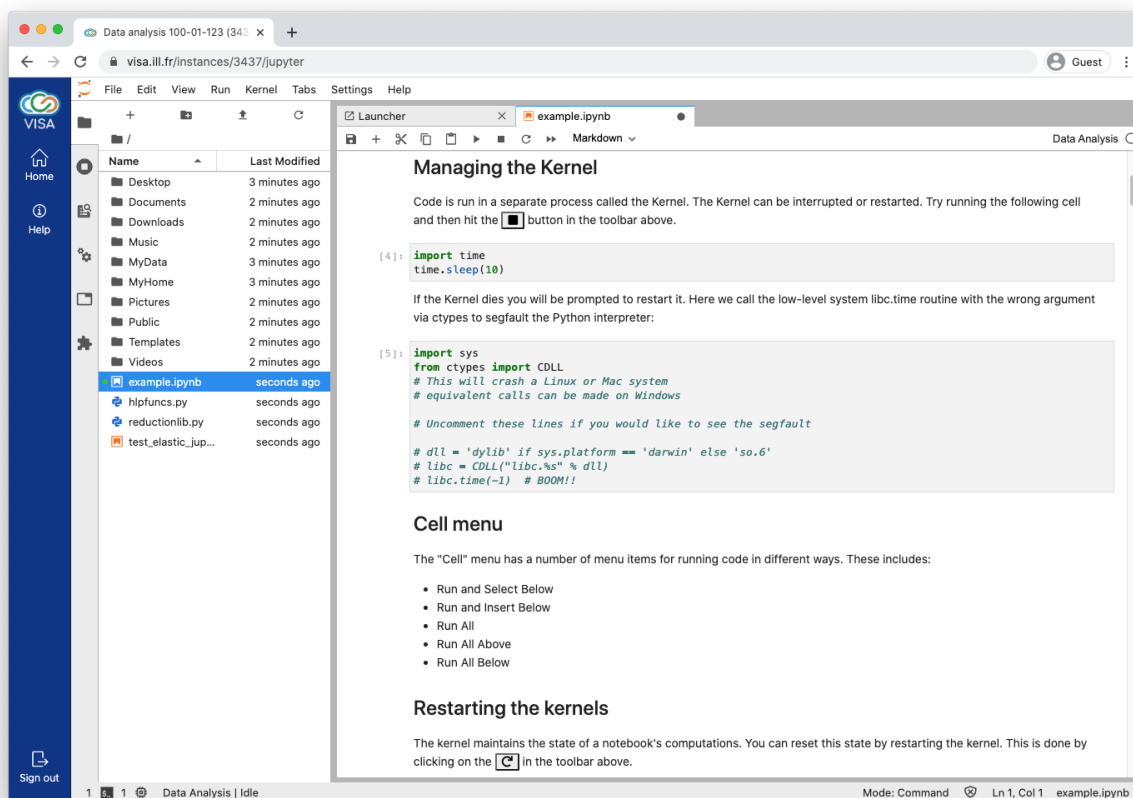 Data analysis 100-01-123 (343
visa.ill.fr/instances/3437/jupyter
Guest
VISA
Home
Help
Sign out
File Edit View Run Kernel Tabs Settings Help
/
Name Last Modified
Desktop 3 minutes ago
Documents 2 minutes ago
Downloads 2 minutes ago
Music 2 minutes ago
MyData 3 minutes ago
MyHome 3 minutes ago
Pictures 2 minutes ago
Public 2 minutes ago
Templates 2 minutes ago
Videos 2 minutes ago
example.ipynb seconds ago
hlpfuncs.py seconds ago
reductionlib.py seconds ago
test_elastic_jup... seconds ago
Launcher
example.ipynb
Markdown
Data Analysis
Managing the Kernel
Code is run in a separate process called the Kernel. The Kernel can be interrupted or restarted. Try running the following cell
and then hit the button in the toolbar above.
[4]: import time
time.sleep(10)
If the Kernel dies you will be prompted to restart it. Here we call the low-level system libc.time routine with the wrong argument
via ctypes to segfault the Python interpreter:
[5]: import sys
from ctypes import CDLL
# This will crash a Linux or Mac system
# equivalent calls can be made on Windows
# Uncomment these lines if you would like to see the segfault
# dll = 'dylib' if sys.platform == 'darwin' else 'so.6'
# libc = CDLL("libc.%s" % dll)
# libc.time(-1) # BOOM!!
Cell menu
The "Cell" menu has a number of menu items for running code in different ways. These includes:
• Run and Select Below
• Run and Insert Below
• Run All
• Run All Above
• Run All Below
Restarting the kernels
The kernel maintains the state of a notebook's computations. You can reset this state by restarting the kernel. This is done by
clicking on the in the toolbar above.
1 1 Data Analysis | Idle
Mode: Command Ln 1, Col 1 example.ipynb